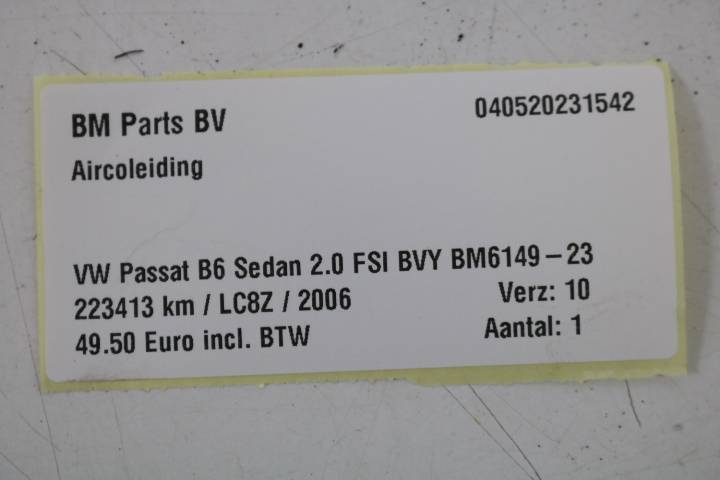 BM Parts BV 040520231542
Aircoleiding
VW Passat B6 Sedan 2.0 FSI BVY BM6149-23
223413 km / LC8Z / 2006 Verz: 10
49.50 Euro incl. BTW Aantal: 1